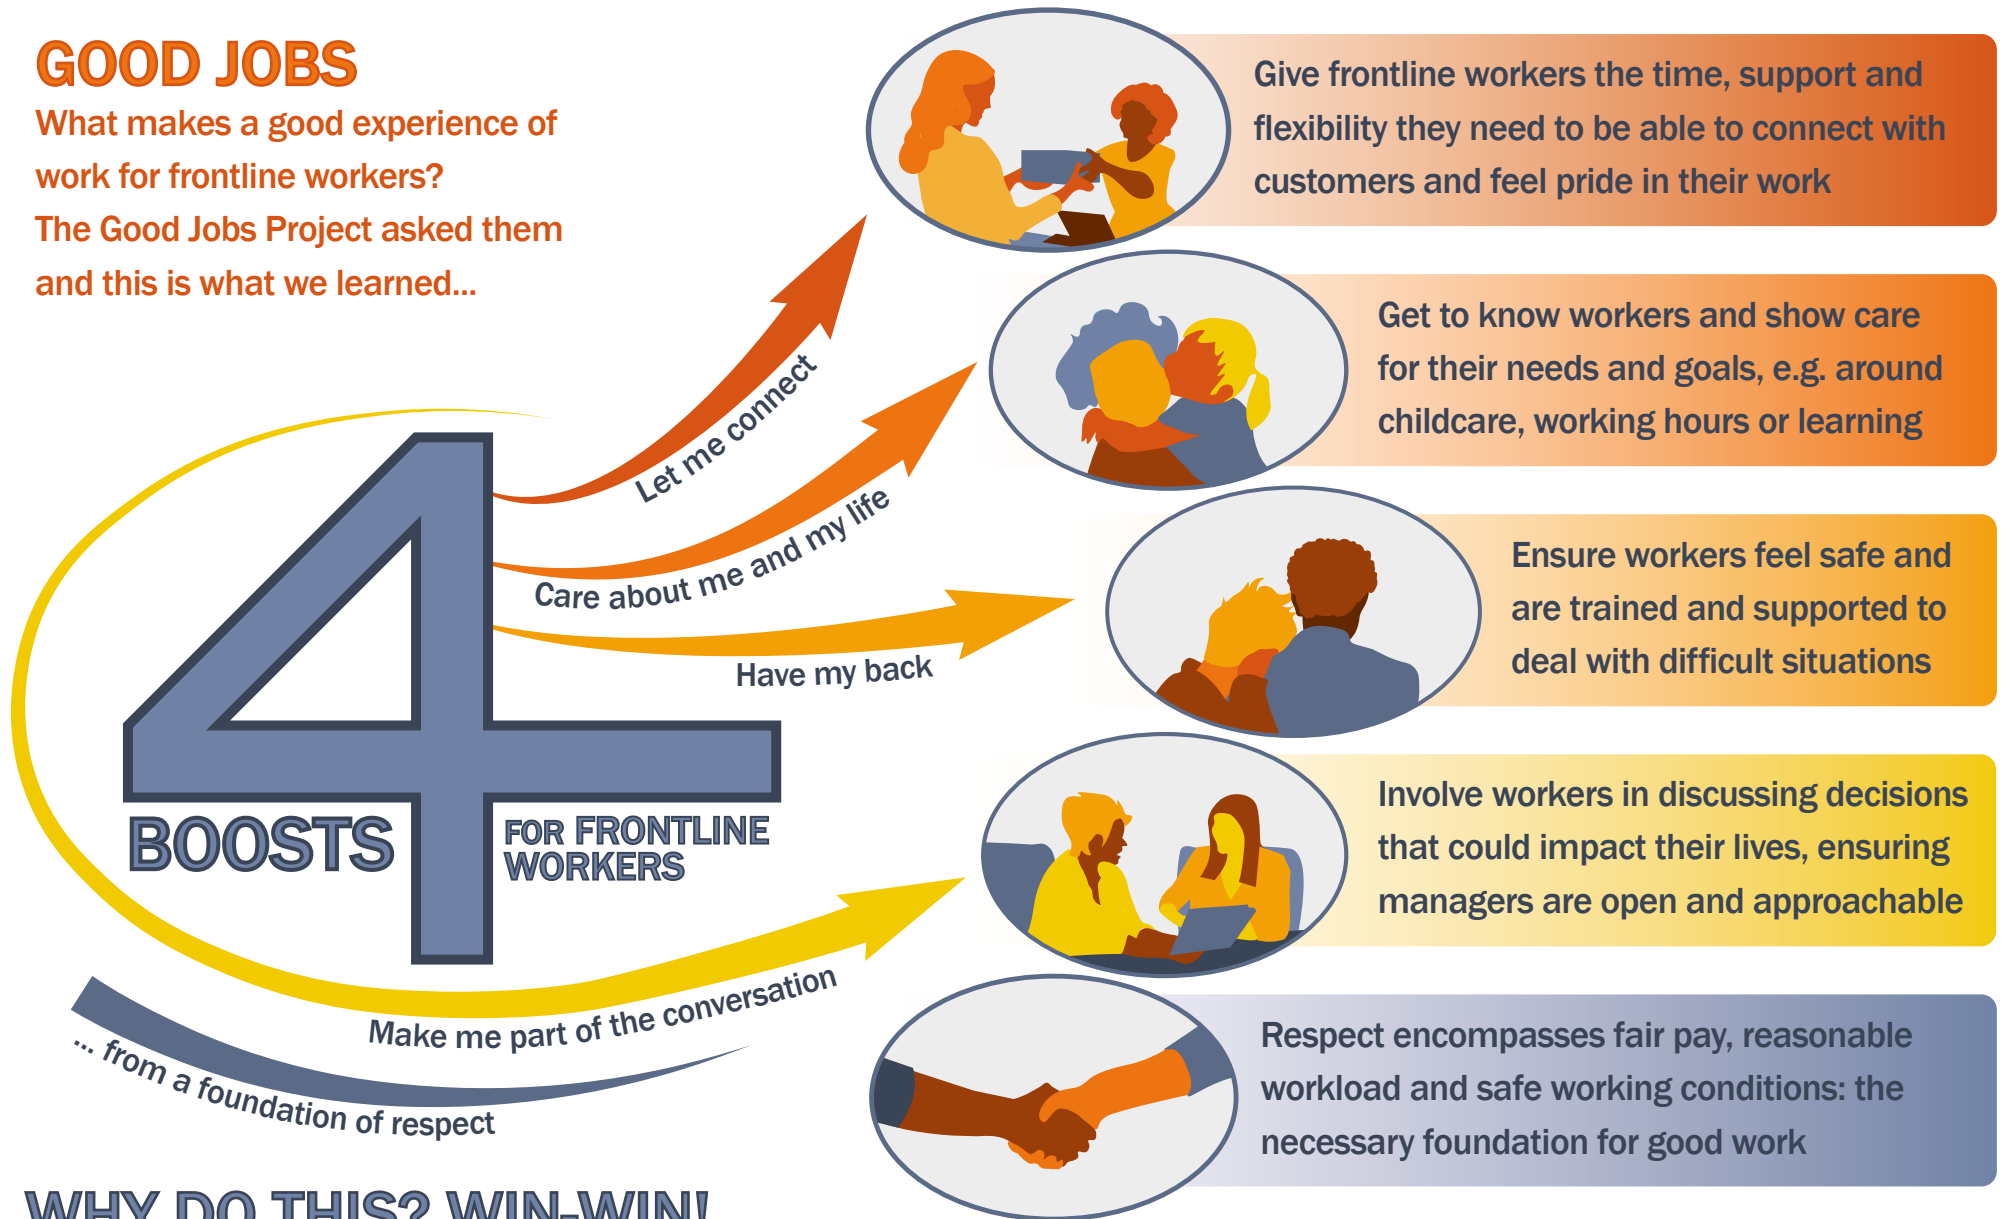 GOOD JOBS
What makes a good experience of
work for frontline workers?
The Good Jobs Project asked them
and this is what we learned...
4
BOOSTS
FOR FRONTLINE
WORKERS
Let me connect
Give frontline workers the time, support and
flexibility they need to be able to connect with
customers and feel pride in their work
Care about me and my life
Get to know workers and show care
for their needs and goals, e.g. around
childcare, working hours or learning
Have my back
Ensure workers feel safe and
are trained and supported to
deal with difficult situations
Make me part of the conversation
Involve workers in discussing decisions
that could impact their lives, ensuring
managers are open and approachable
... from a foundation of respect
Respect encompasses fair pay, reasonable
workload and safe working conditions: the
necessary foundation for good work
WHY DO THIS? WIN-WIN!